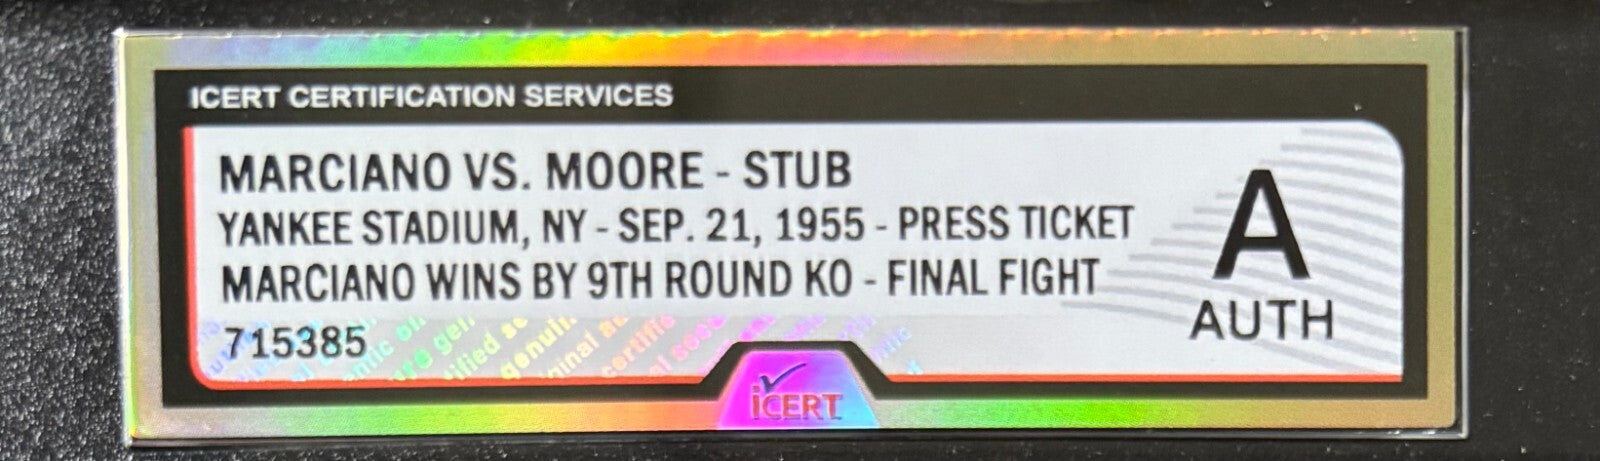 ICERT CERTIFICATION SERVICES
MARCIANO VS. MOORE - STUB
YANKEE STADIUM, NY - SEP. 21, 1955 - PRESS TICKET
MARCIANO WINS BY 9TH ROUND KO - FINAL FIGHT
715385
A
AUTH
iCERT